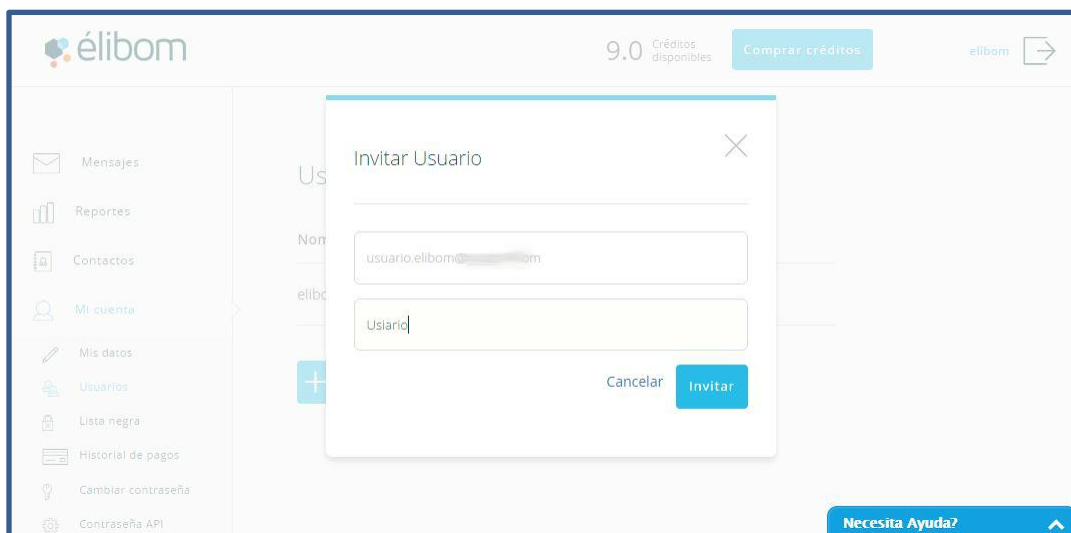 élibom
9.0 Créditos disponibles
Comprar créditos
elibom
Mensajes
Reportes
Contactos
Mi cuenta
Mis datos
Usuarios
Lista negra
Historial de pagos
Cambiar contraseña
Contraseña API
Us
Nom
elibo
Invitar Usuario
usuario.elibom@ om
Usiario
Cancelar
Invitar
Necesita Ayuda?